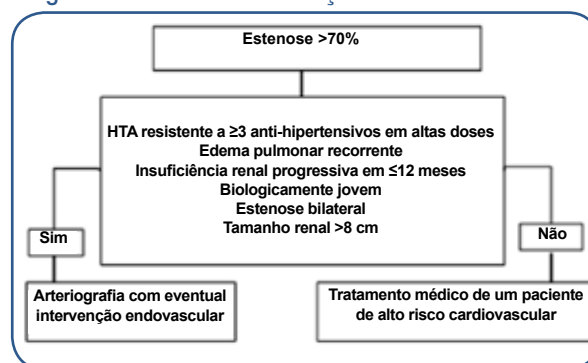 Estenose >70%
HTA resistente a ≥3 anti-hipertensivos em altas doses
Edema pulmonar recorrente
Insuficiência renal progressiva em ≤12 meses
Biologicamente jovem
Estenose bilateral
Tamanho renal >8 cm
Sim
Não
Arteriografia com eventual
intervenção endovascular
Tratamento médico de um paciente
de alto risco cardiovascular